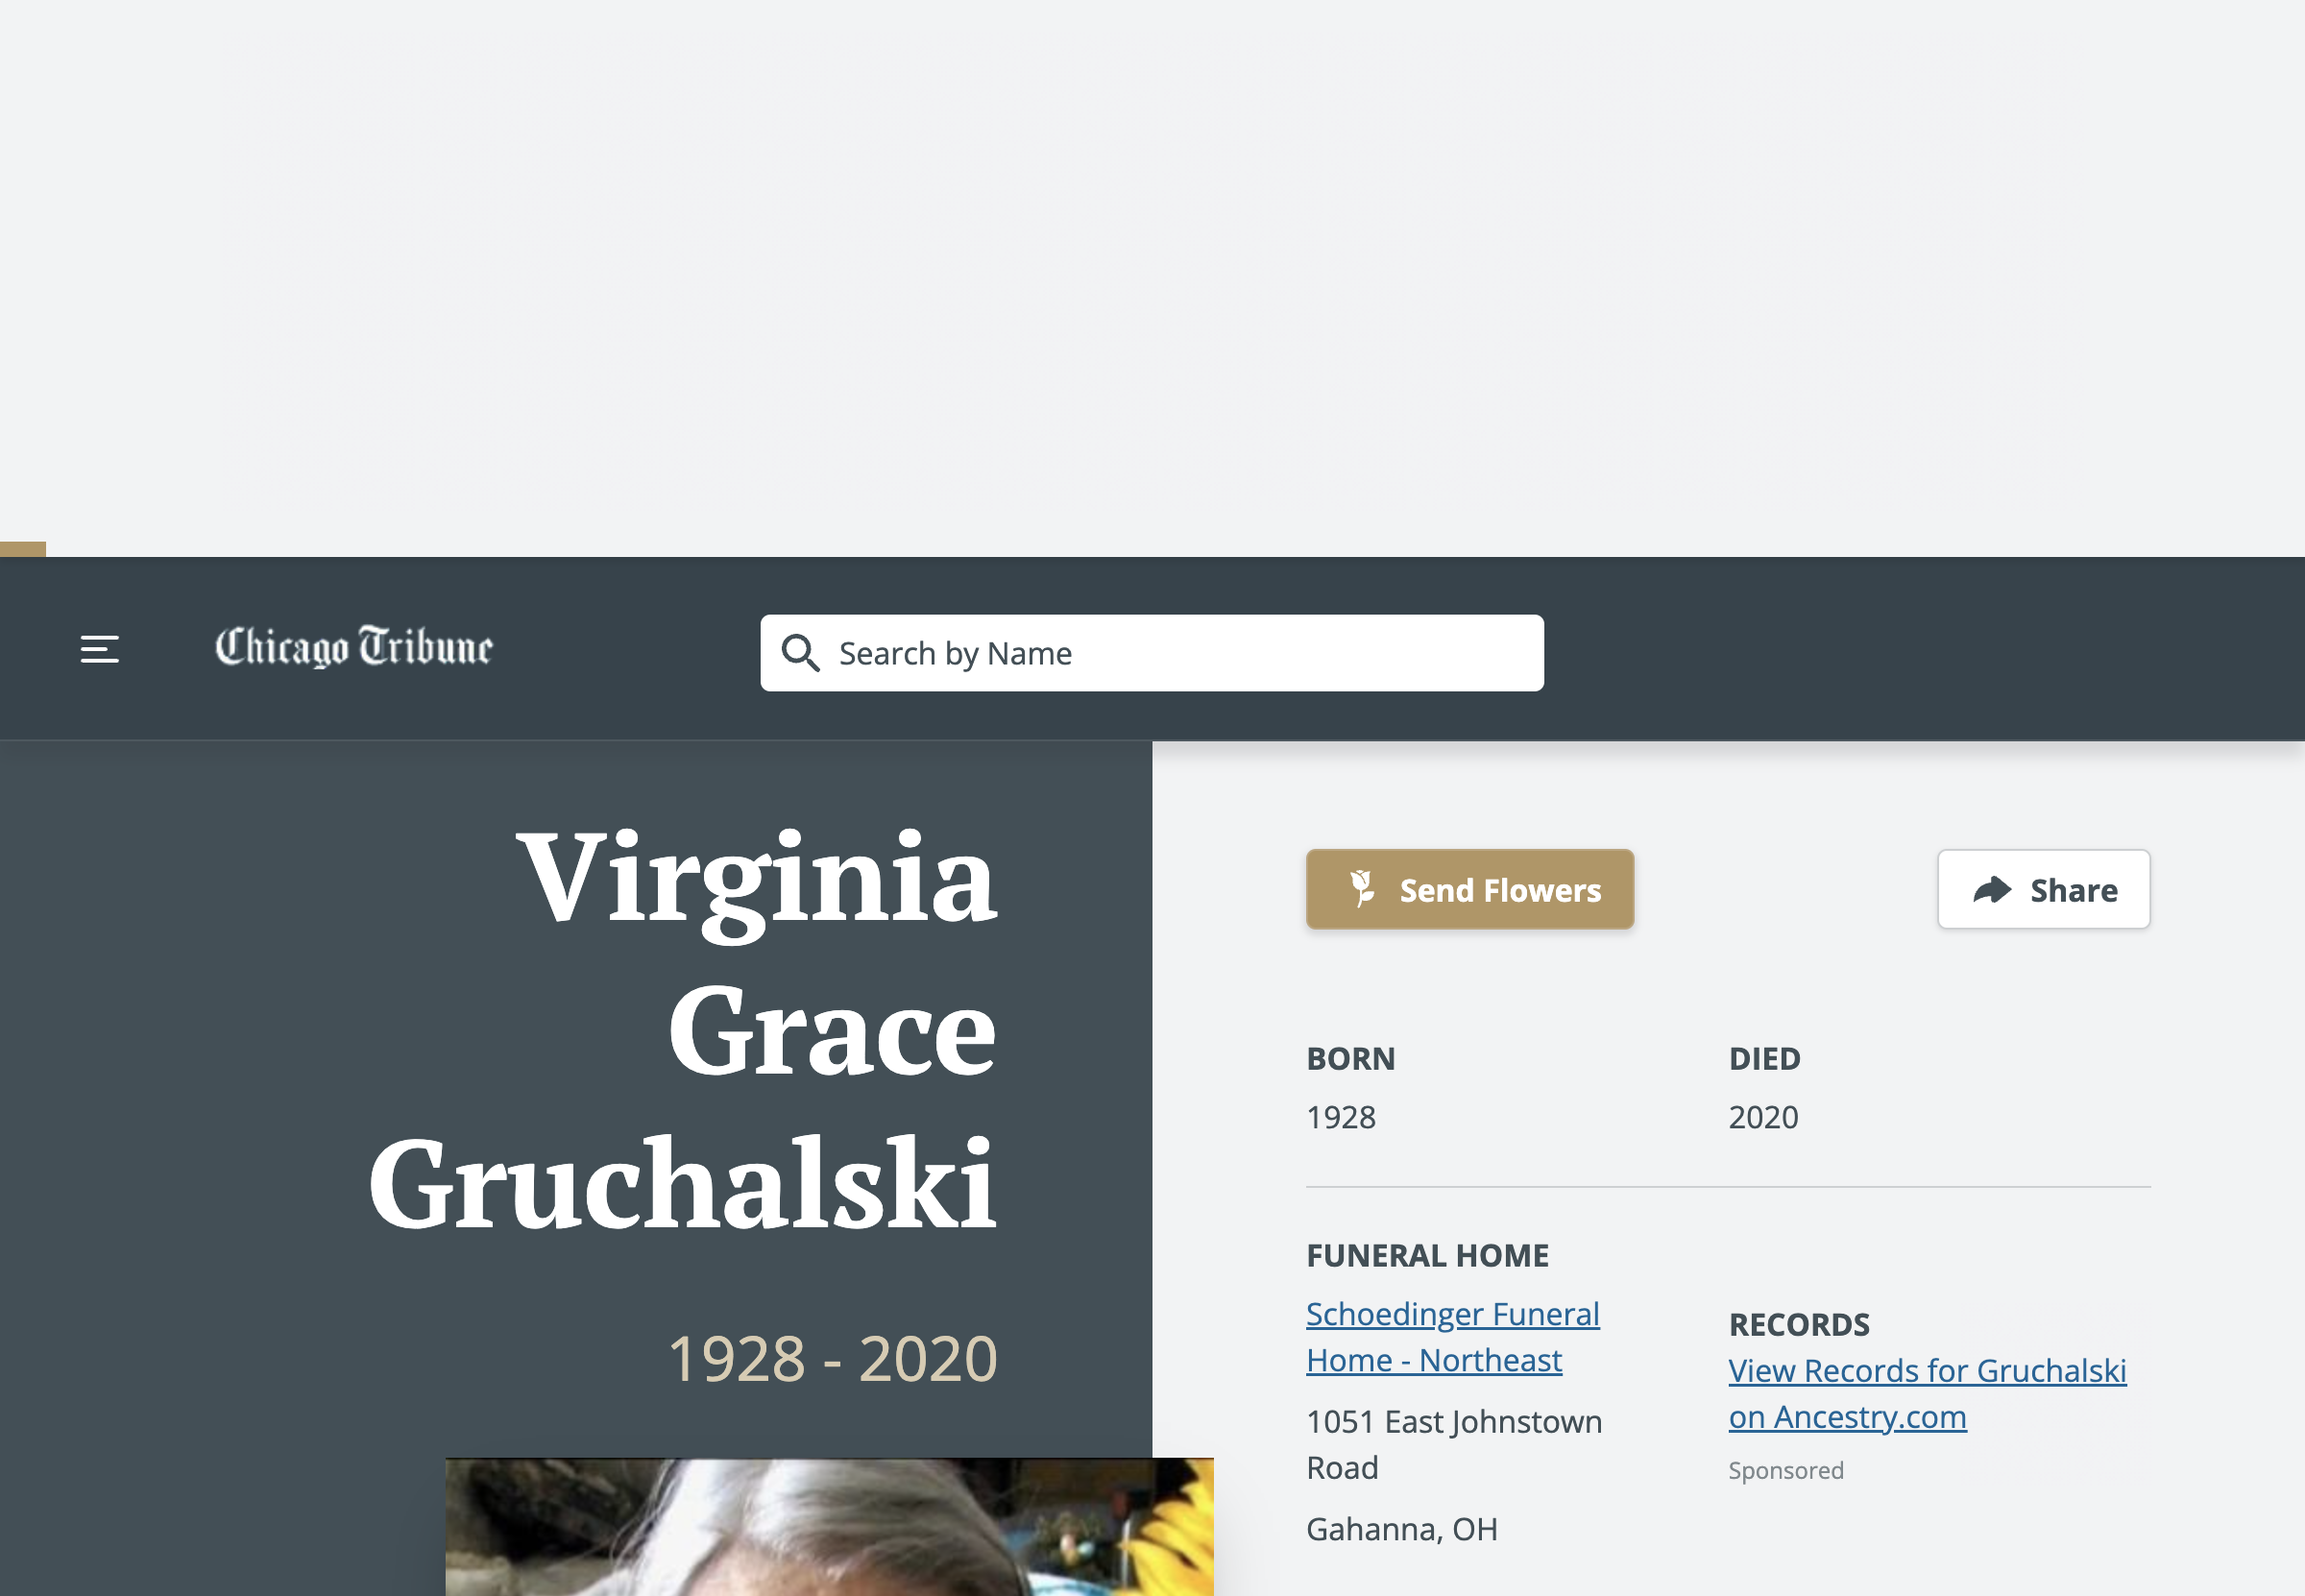 Chicago Tribune
Search by Name
Virginia
Grace
Gruchalski
1928 - 2020
Send Flowers
Share
BORN
1928
DIED
2020
FUNERAL HOME
Schoedinger Funeral
Home - Northeast
1051 East Johnstown
Road
Gahanna, OH
RECORDS
View Records for Gruchalski
on Ancestry.com
Sponsored